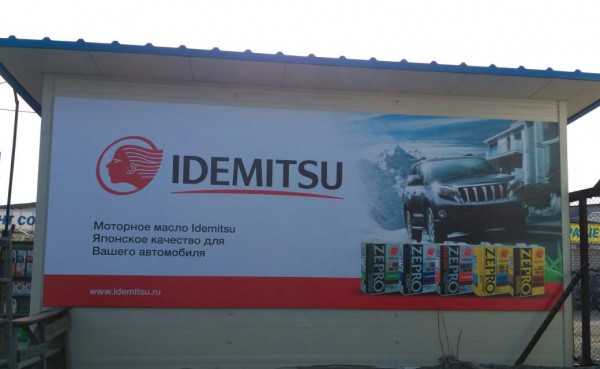 IDEMITSU
Моторное масло Idemitsu
Японское качество для
Вашего автомобиля
www.idemitsu.ru
ZEPRO
ZEPRO
ZEPRO
ZEPRO
ZEPRO